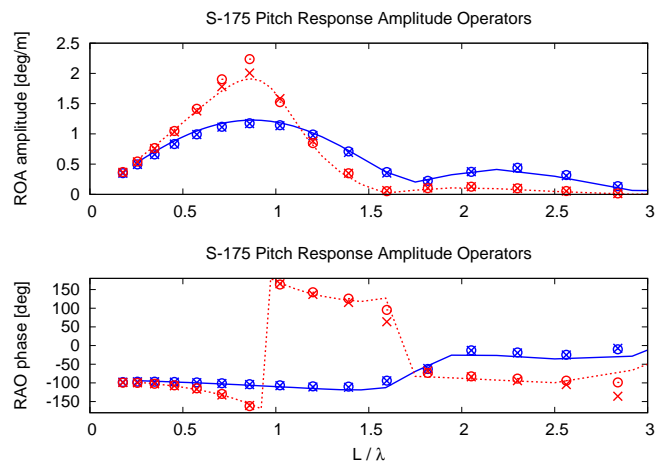 S-175 Pitch Response Amplitude Operators
ROA amplitude [deg/m]
2.5
2
1.5
1
0.5
0
0 0.5 1 1.5 2 2.5 3
S-175 Pitch Response Amplitude Operators
RAO phase [deg]
150
100
50
0
-50
-100
-150
0 0.5 1 1.5 2 2.5 3
L / λ